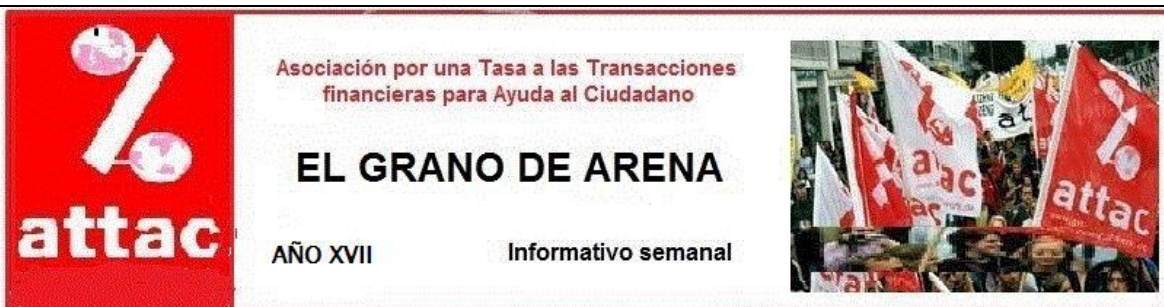 attac
Asociación por una Tasa a las Transacciones
financieras para Ayuda al Ciudadano
EL GRANO DE ARENA
AÑO XVII
Informativo semanal
attac
attac